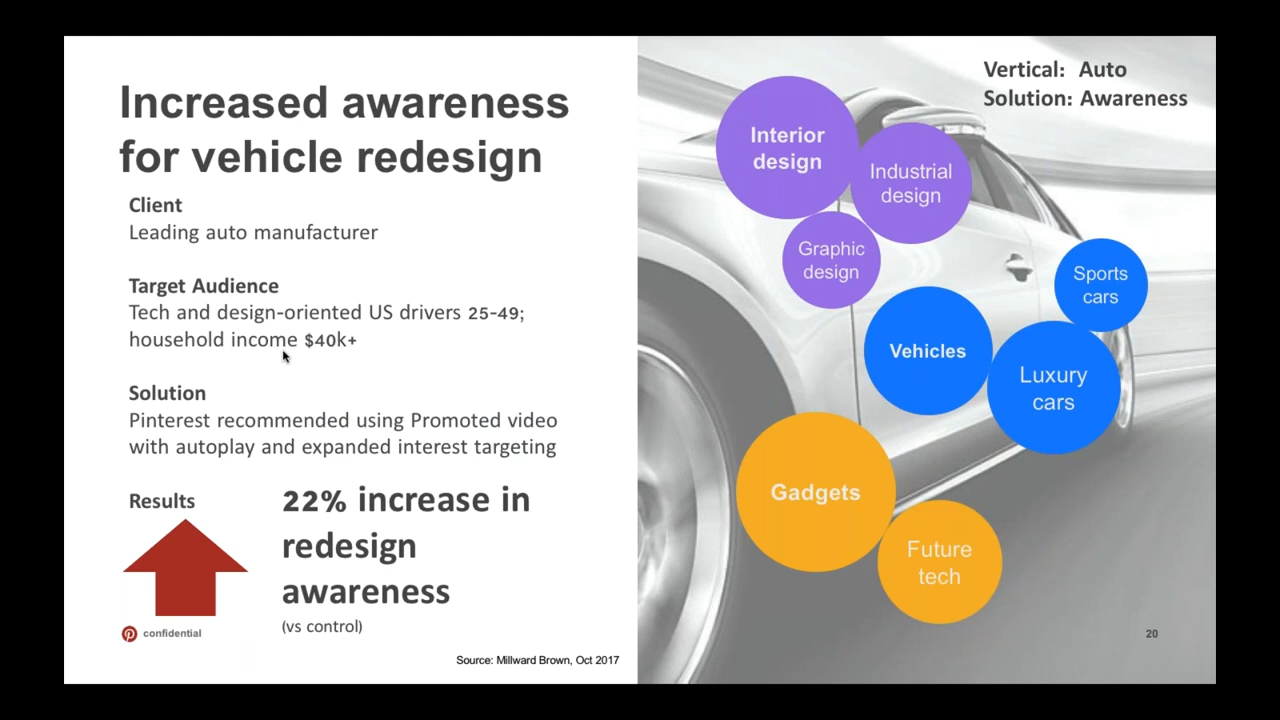 Increased awareness
for vehicle redesign
Client
Leading auto manufacturer
Target Audience
Tech and design-oriented US drivers 25-49;
household income $40k+
Solution
Pinterest recommended using Promoted video
with autoplay and expanded interest targeting
Results
22% increase in
redesign
awareness
(vs control)
confidential
Source: Millward Brown, Oct 2017
Vertical: Auto
Solution: Awareness
Interior
design
Industrial
design
Graphic
design
Sports
cars
Vehicles
Luxury
cars
Gadgets
Future
tech
20